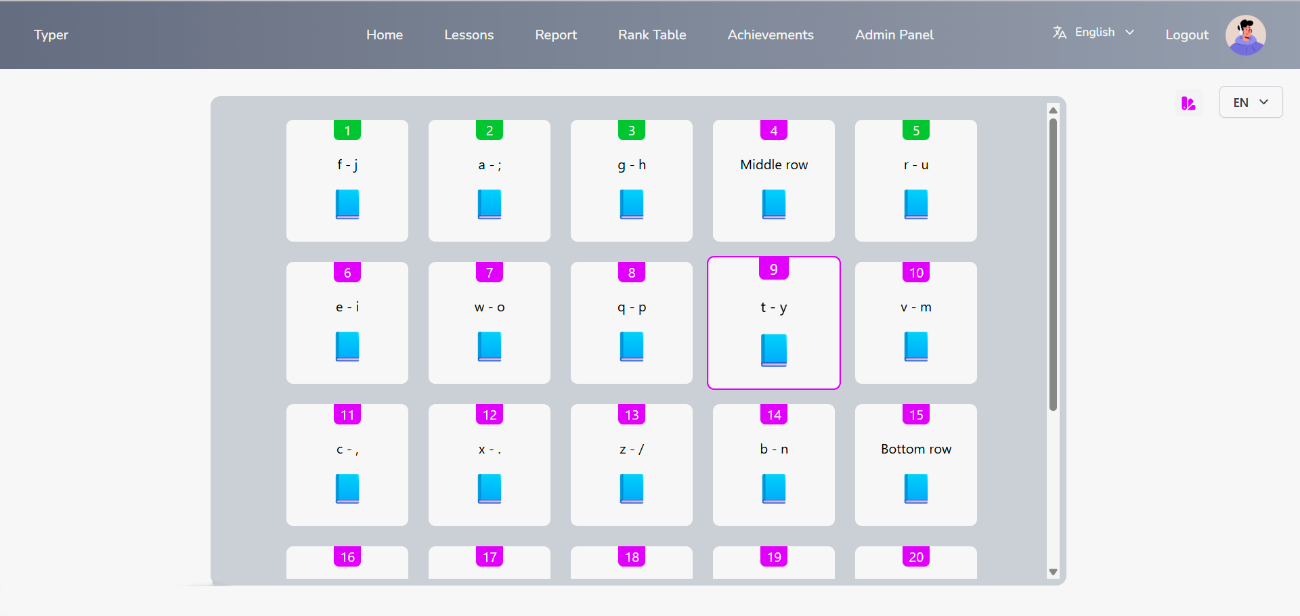 Typer
Home
Lessons
Report
Rank Table
Achievements
Admin Panel
English
Logout
EN
1
f - j
2
a - ;
3
g - h
4
Middle row
5
r - u
6
e - i
7
w - o
8
q - p
9
t - y
10
v - m
11
c - ,
12
x - .
13
z - /
14
b - n
15
Bottom row
16
17
18
19
20